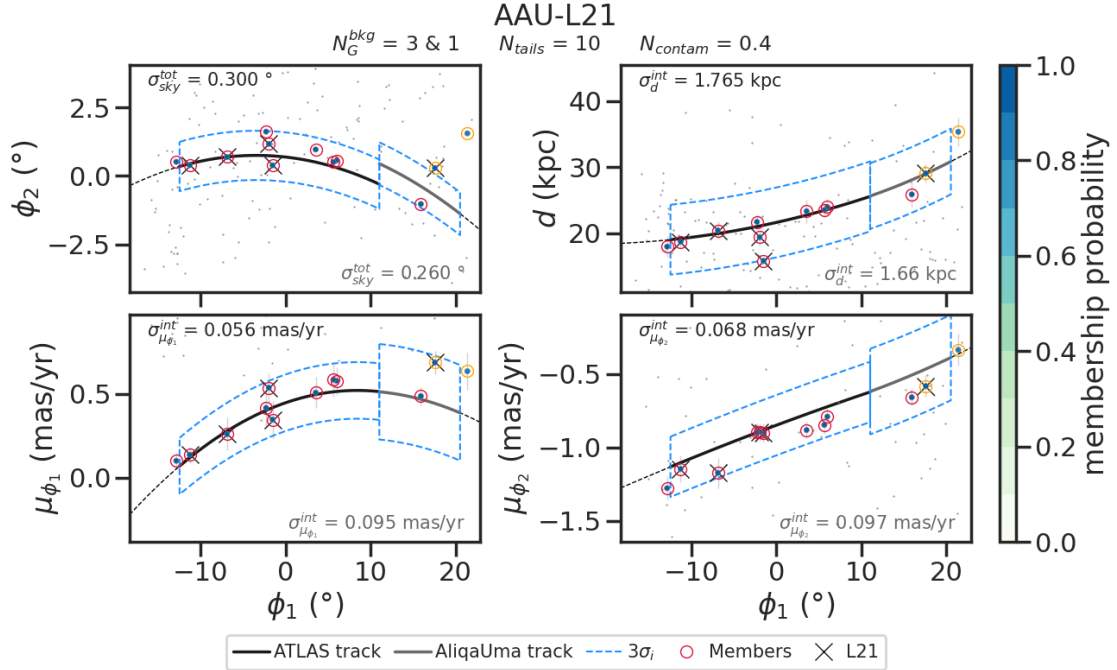 AAU-L21
N_G^bkg = 3 & 1 N_tails = 10 N_contam = 0.4
σ_sky^tot = 0.300 °
σ_sky^tot = 0.260 °
ϕ₂ (°)
2.5
0.0
−2.5
σ_d^int = 1.765 kpc
σ_d^int = 1.66 kpc
d (kpc)
40
30
20
σ_μϕ₁^int = 0.056 mas/yr
σ_μϕ₁^int = 0.095 mas/yr
μ_ϕ₁ (mas/yr)
0.5
0.0
−10 0 10 20
ϕ₁ (°)
σ_μϕ₂^int = 0.068 mas/yr
σ_μϕ₂^int = 0.097 mas/yr
μ_ϕ₂ (mas/yr)
−0.5
−1.0
−1.5
−10 0 10 20
ϕ₁ (°)
1.0
0.8
0.6
0.4
0.2
0.0
membership probability
ATLAS track AliqaUma track 3σᵢ Members L21